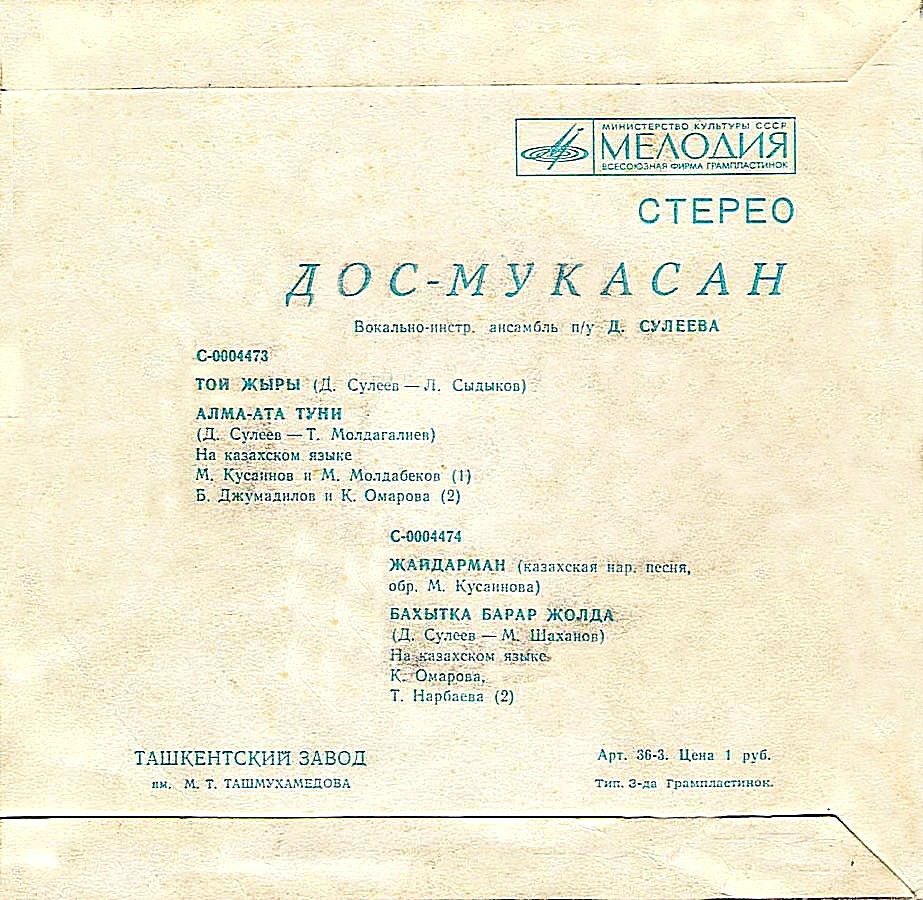 МИНИСТЕРСТВО КУЛЬТУРЫ СССР
МЕЛОДИЯ
ВСЕСОЮЗНАЯ ФИРМА ГРАМПЛАСТИНОК
СТЕРЕО
ДОС-МУКАСАН
Вокально-инстр. ансамбль п/у Д. СУЛЕЕВА
С-0004473
ТОЙ ЖЫРЫ (Д. Сулеев — Л. Сыдыков)
АЛМА-АТА ТУНИ
(Д. Сулеев — Т. Молдагалиев)
На казахском языке
М. Кусаинов и М. Молдабеков (1)
Б. Джумадилов и К. Омарова (2)
С-0004474
ЖАЙДАРМАН (казахская нар. песня,
обр. М. Кусаинова)
БАХЫТКА БАРАР ЖОЛДА
(Д. Сулеев — М. Шаханов)
На казахском языке
К. Омарова,
Т. Нарбаева (2)
ТАШКЕНТСКИЙ ЗАВОД
им. М. Т. ТАШМУХАМЕДОВА
Арт. 36-3. Цена 1 руб.
Тип. З-да Грампластинок.